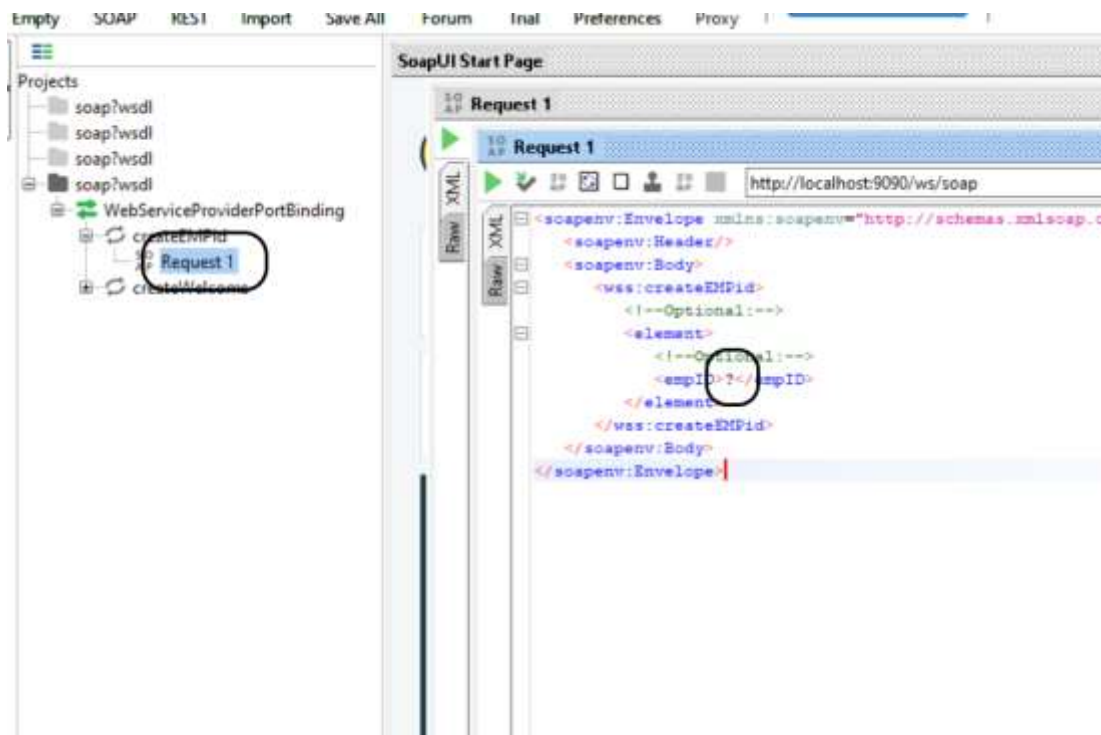 Empty SOAP REST Import Save All Forum Trial Preferences Proxy
Projects
soap?wsdl
soap?wsdl
soap?wsdl
soap?wsdl
WebServiceProviderPortBinding
createEMPid
Request 1
createWelcome
SoapUI Start Page
SOAP Request 1
SOAP Request 1
http://localhost:9090/ws/soap
XML
Raw
XML
Raw
<soapenv:Envelope xmlns:soapenv="http://schemas.xmlsoap.o
<soapenv:Header/>
<soapenv:Body>
<wss:createEMPid>
<!--Optional:-->
<element>
<!--Optional:-->
<empID>?</empID>
</element>
</wss:createEMPid>
</soapenv:Body>
</soapenv:Envelope>